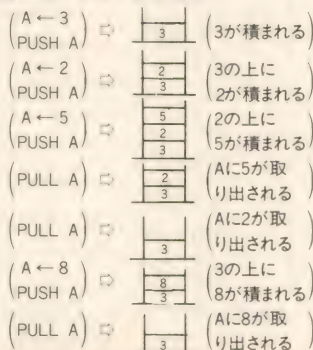 A ← 3
PUSH A
3
3が積まれる
A ← 2
PUSH A
2
3
3の上に
2が積まれる
A ← 5
PUSH A
5
2
3
2の上に
5が積まれる
PULL A
2
3
Aに5が取
り出される
PULL A
3
Aに2が取
り出される
A ← 8
PUSH A
8
3
3の上に
8が積まれる
PULL A
3
Aに8が取
り出される